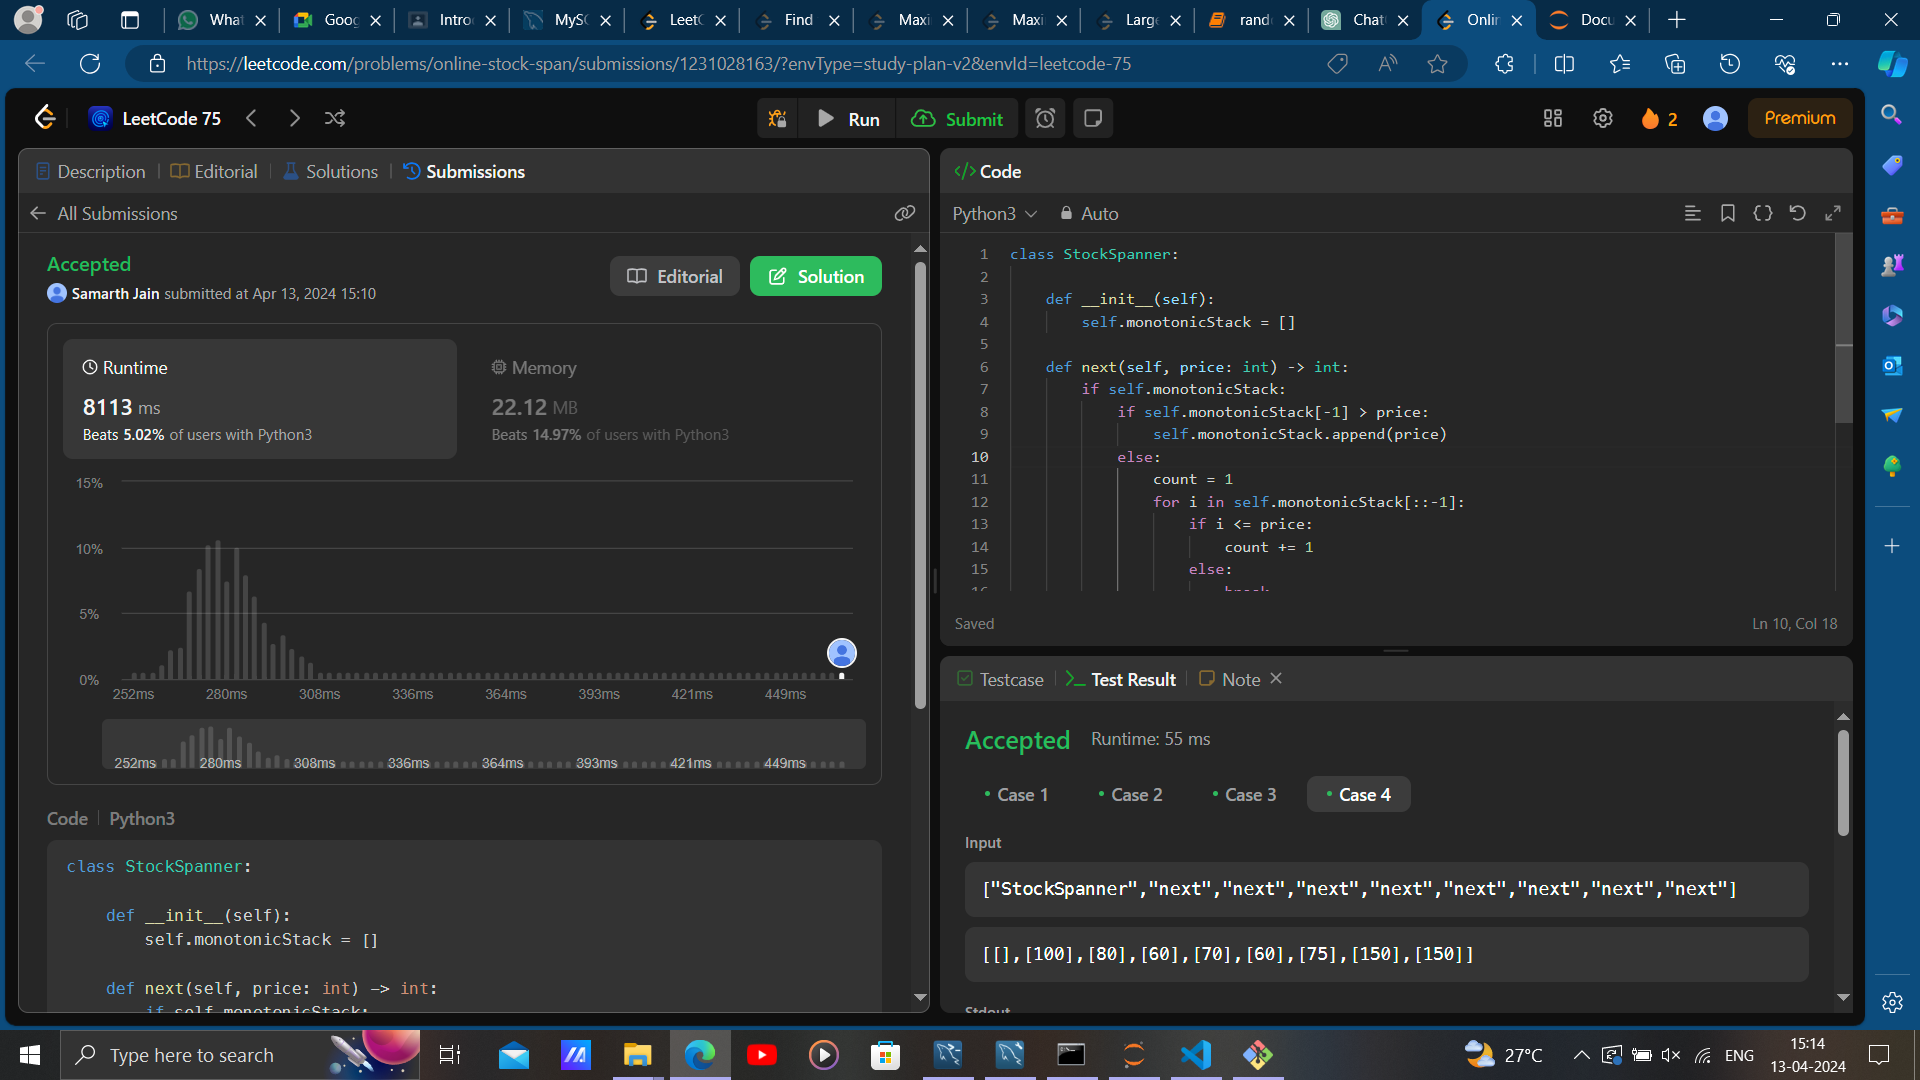 What
Goog
Intro
MySC
LeetC
Find
Maxi
Maxi
Large
rand
Chat
Onlin
Docu
https://leetcode.com/problems/online-stock-span/submissions/1231028163/?envType=study-plan-v2&envId=leetcode-75
LeetCode 75
Run
Submit
2
Premium
Description
Editorial
Solutions
Submissions
All Submissions
Accepted
Samarth Jain submitted at Apr 13, 2024 15:10
Editorial
Solution
Runtime
8113 ms
Beats 5.02% of users with Python3
Memory
22.12 MB
Beats 14.97% of users with Python3
15%
10%
5%
0%
252ms 280ms 308ms 336ms 364ms 393ms 421ms 449ms
252ms 280ms 308ms 336ms 364ms 393ms 421ms 449ms
Code Python3
class StockSpanner:
def __init__(self):
self.monotonicStack = []
def next(self, price: int) -> int:
if self.monotonicStack:
</> Code
Python3 Auto
1 class StockSpanner:
2
3 def __init__(self):
4 self.monotonicStack = []
5
6 def next(self, price: int) -> int:
7 if self.monotonicStack:
8 if self.monotonicStack[-1] > price:
9 self.monotonicStack.append(price)
10 else:
11 count = 1
12 for i in self.monotonicStack[::-1]:
13 if i <= price:
14 count += 1
15 else:
16 break
Saved
Ln 10, Col 18
Testcase
Test Result
Note
Accepted Runtime: 55 ms
Case 1
Case 2
Case 3
Case 4
Input
["StockSpanner","next","next","next","next","next","next","next","next"]
[[],[100],[80],[60],[70],[60],[75],[150],[150]]
Stdout
Type here to search
27°C
ENG
15:14
13-04-2024